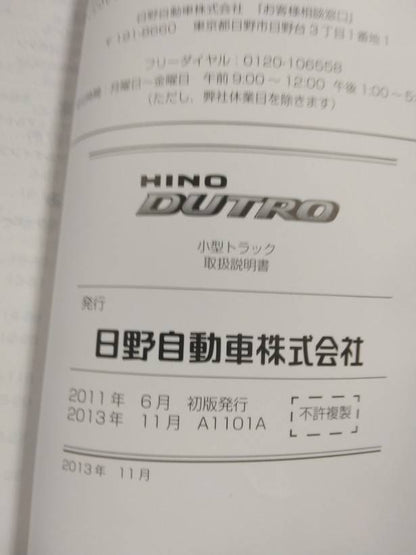 日野自動車株式会社 「お客様相談窓口」
〒191-8660 東京都日野市日野台3丁目1番地1
フリーダイヤル：0120-106558
月曜日～金曜日 午前9:00～12:00 午後1:00～5:
（ただし、弊社休業日を除きます）
HINO
DUTRO
小型トラック
取扱説明書
発行
日野自動車株式会社
2011年 6月 初版発行
2013年 11月 A1101A
不許複製
2013年 11月